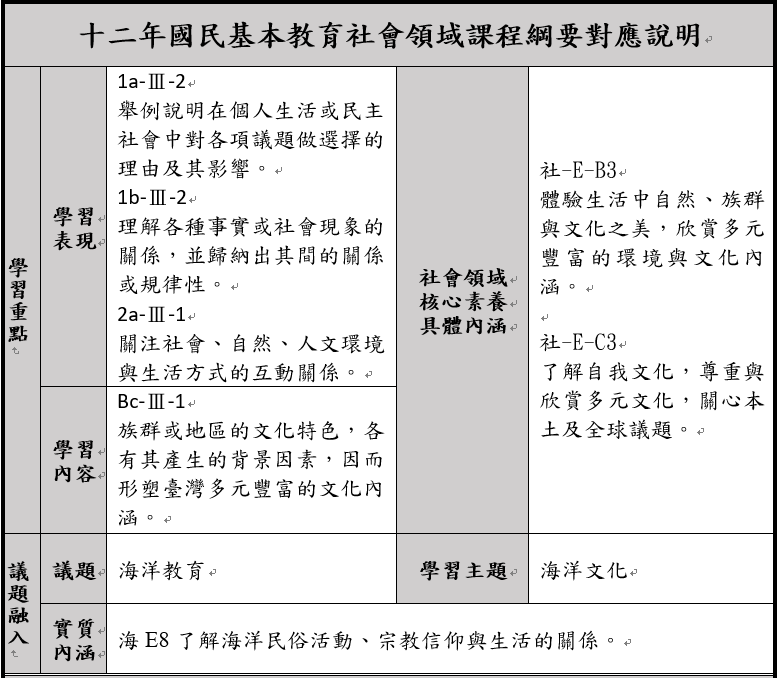 十二年國民基本教育社會領域課程綱要對應說明
學習重點
學習
表現
1a-Ⅲ-2
舉例說明在個人生活或民主
社會中對各項議題做選擇的
理由及其影響。
1b-Ⅲ-2
理解各種事實或社會現象的
關係，並歸納出其間的關係
或規律性。
2a-Ⅲ-1
關注社會、自然、人文環境
與生活方式的互動關係。
學習
內容
Bc-Ⅲ-1
族群或地區的文化特色，各
有其產生的背景因素，因而
形塑臺灣多元豐富的文化內
涵。
社會領域
核心素養
具體內涵
社-E-B3
體驗生活中自然、族群
與文化之美，欣賞多元
豐富的環境與文化內
涵。
社-E-C3
了解自我文化，尊重與
欣賞多元文化，關心本
土及全球議題。
議題融入
議題
海洋教育
學習主題
海洋文化
實質
內涵
海 E8 了解海洋民俗活動、宗教信仰與生活的關係。